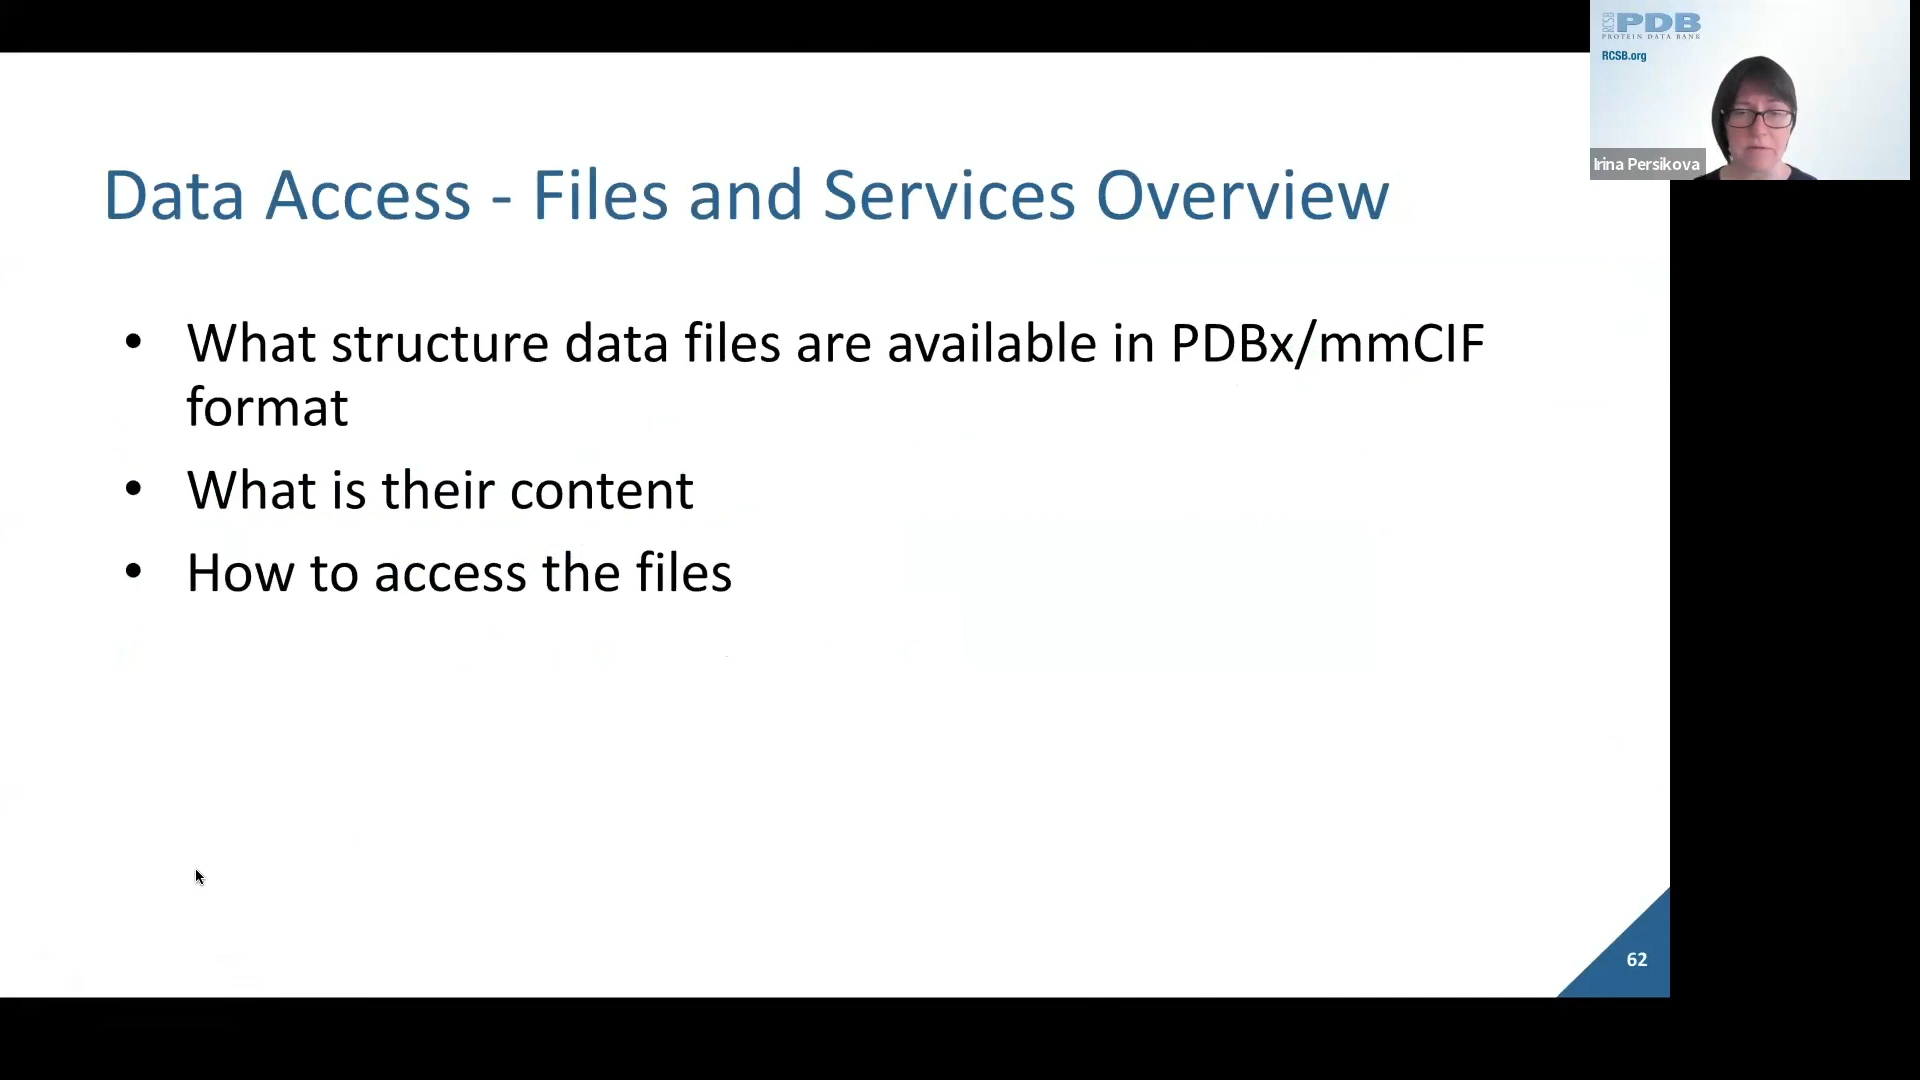 RCSB PDB
PROTEIN DATA BANK
RCSB.org
Irina Persikova
Data Access - Files and Services Overview
• What structure data files are available in PDBx/mmCIF
format
• What is their content
• How to access the files
62